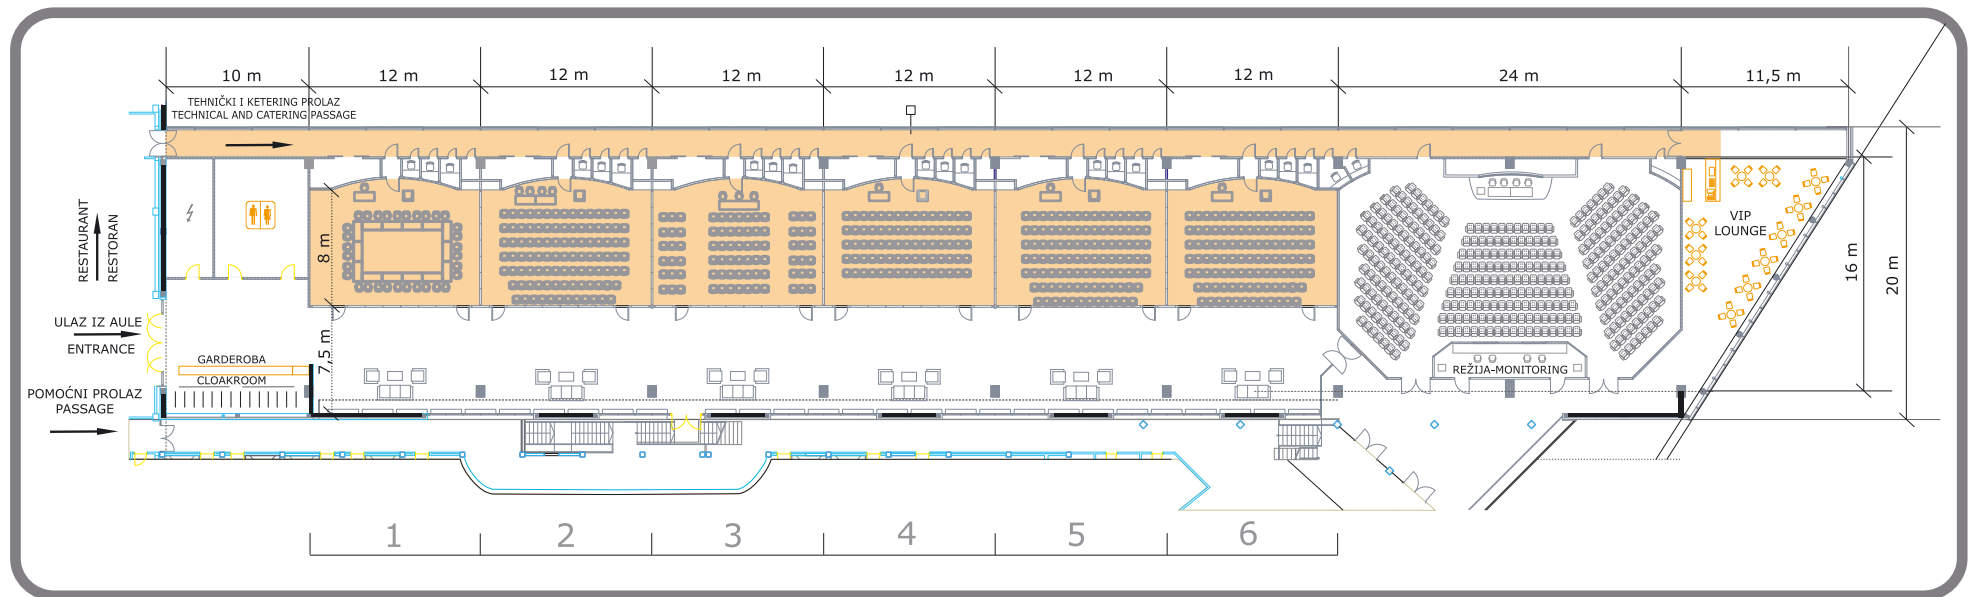 10 m
12 m
12 m
12 m
12 m
12 m
12 m
24 m
11,5 m
TEHNIČKI I KETERING PROLAZ
TECHNICAL AND CATERING PASSAGE
RESTAURANT
RESTORAN
8 m
VIP
LOUNGE
16 m
20 m
ULAZ IZ AULE
ENTRANCE
7,5 m
GARDEROBA
CLOAKROOM
REŽIJA-MONITORING
POMOĆNI PROLAZ
PASSAGE
1
2
3
4
5
6